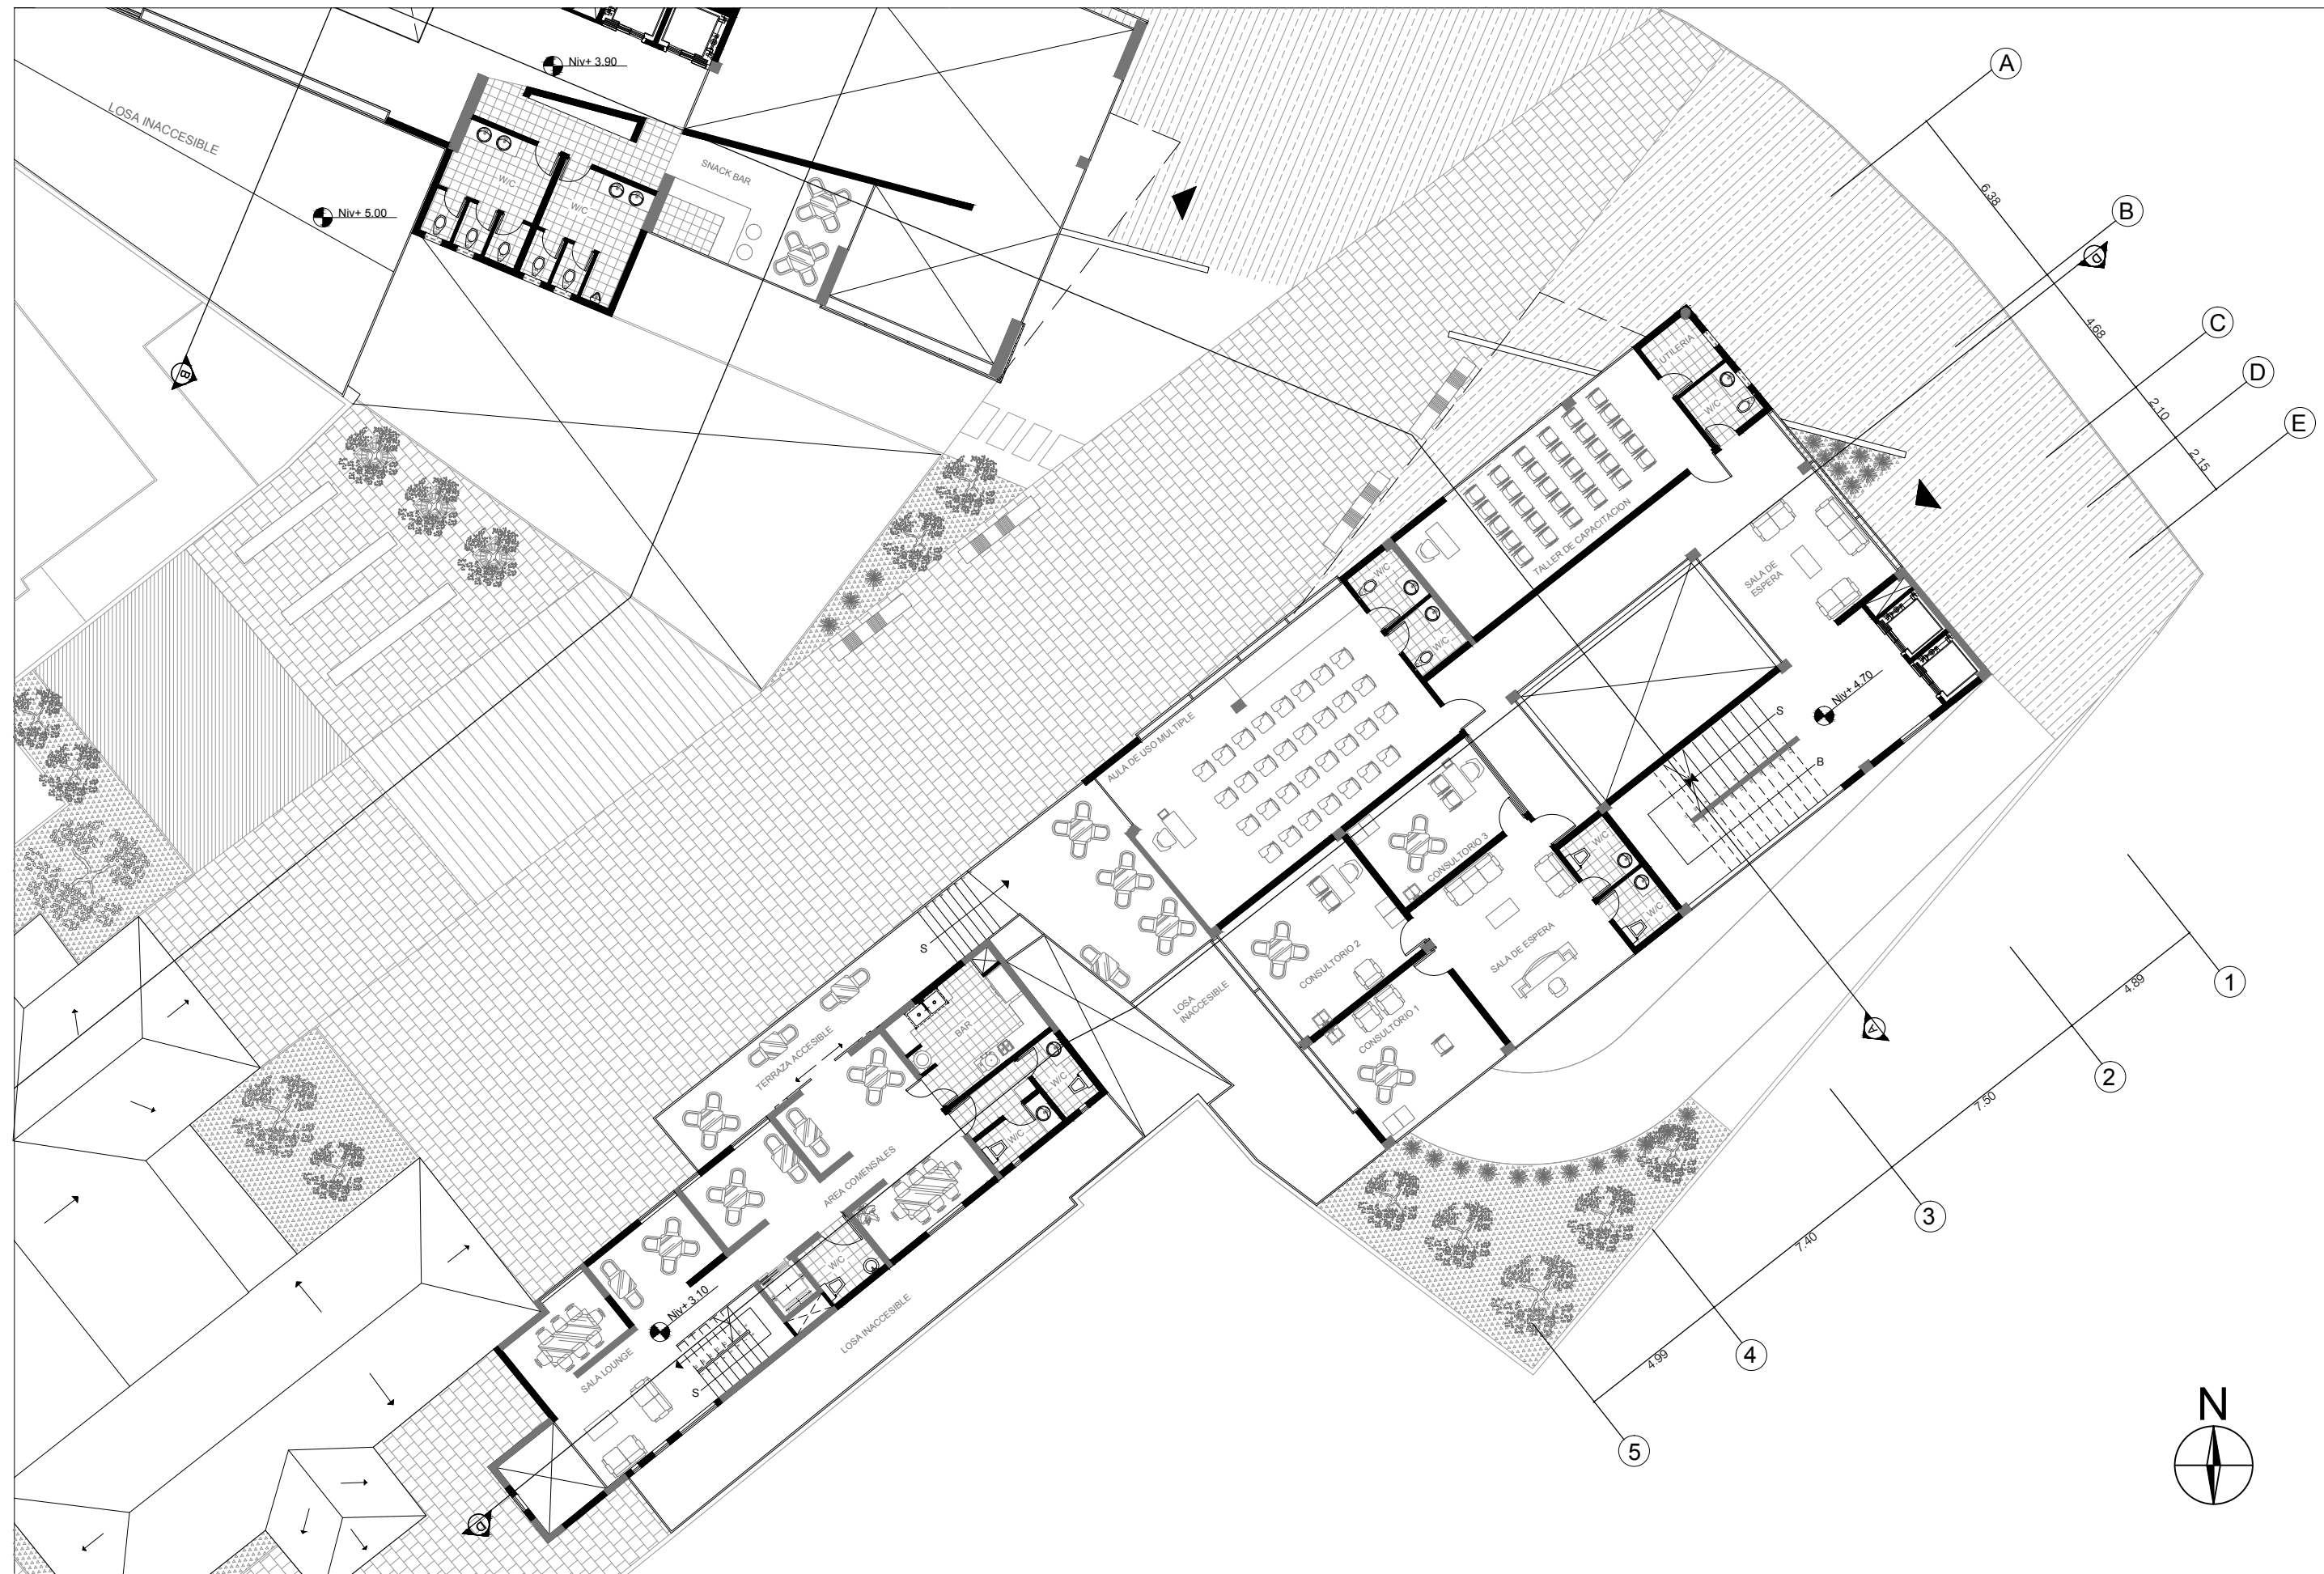 Niv+ 3.90
LOSA INACCESIBLE
Niv+ 5.00
W/C
W/C
SNACK BAR
B
A
B
C
D
E
D
6.38
4.68
2.10
2.15
UTILERIA
W/C
TALLER DE CAPACITACION
W/C
W/C
SALA DE
ESPERA
Niv+ 4.70
S
B
AULA DE USO MULTIPLE
CONSULTORIO 3
W/C
W/C
CONSULTORIO 2
SALA DE ESPERA
CONSULTORIO 1
LOSA
INACCESIBLE
A
S
BAR
TERRAZA ACCESIBLE
W/C
W/C
AREA COMENSALES
W/C
Niv+ 3.10
LOSA INACCESIBLE
SALA LOUNGE
S
D
4.89
7.50
7.40
4.99
1
2
3
4
5
N